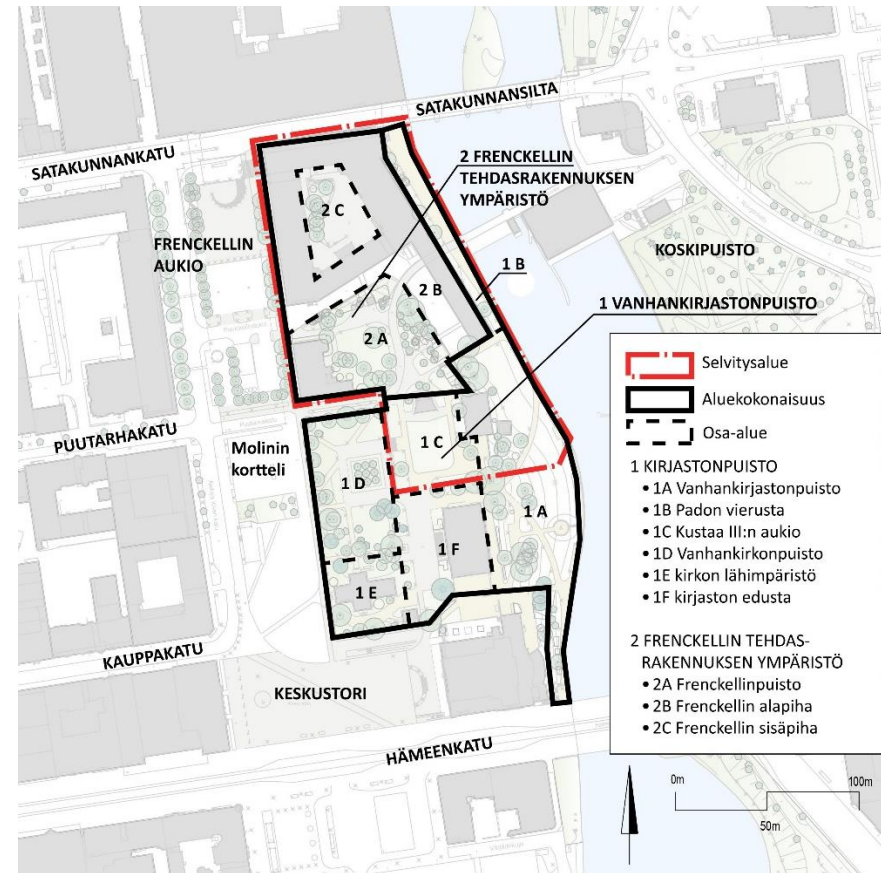 SATAKUNNANSILTA
SATAKUNNANKATU
2 FRENCKELLIN
TEHDASRAKENNUKSEN
YMPÄRISTÖ
2 C
FRENCKELLIN
AUKIO
KOSKIPUISTO
1 B
2 B
1 VANHANKIRJASTONPUISTO
2 A
PUUTARHAKATU
Molinin
kortteli
1 C
1 D
1 A
1 F
1 E
KAUPPAKATU
KESKUSTORI
HÄMEENKATU
Selvitysalue
Aluekokonaisuus
Osa-alue
1 KIRJASTONPUISTO
• 1A Vanhankirjastonpuisto
• 1B Padon vierusta
• 1C Kustaa III:n aukio
• 1D Vanhankirkonpuisto
• 1E kirkon lähimpäristö
• 1F kirjaston edusta
2 FRENCKELLIN TEHDAS-
RAKENNUKSEN YMPÄRISTÖ
• 2A Frenckellinpuisto
• 2B Frenckellin alapiha
• 2C Frenckellin sisäpiha
0m
100m
50m